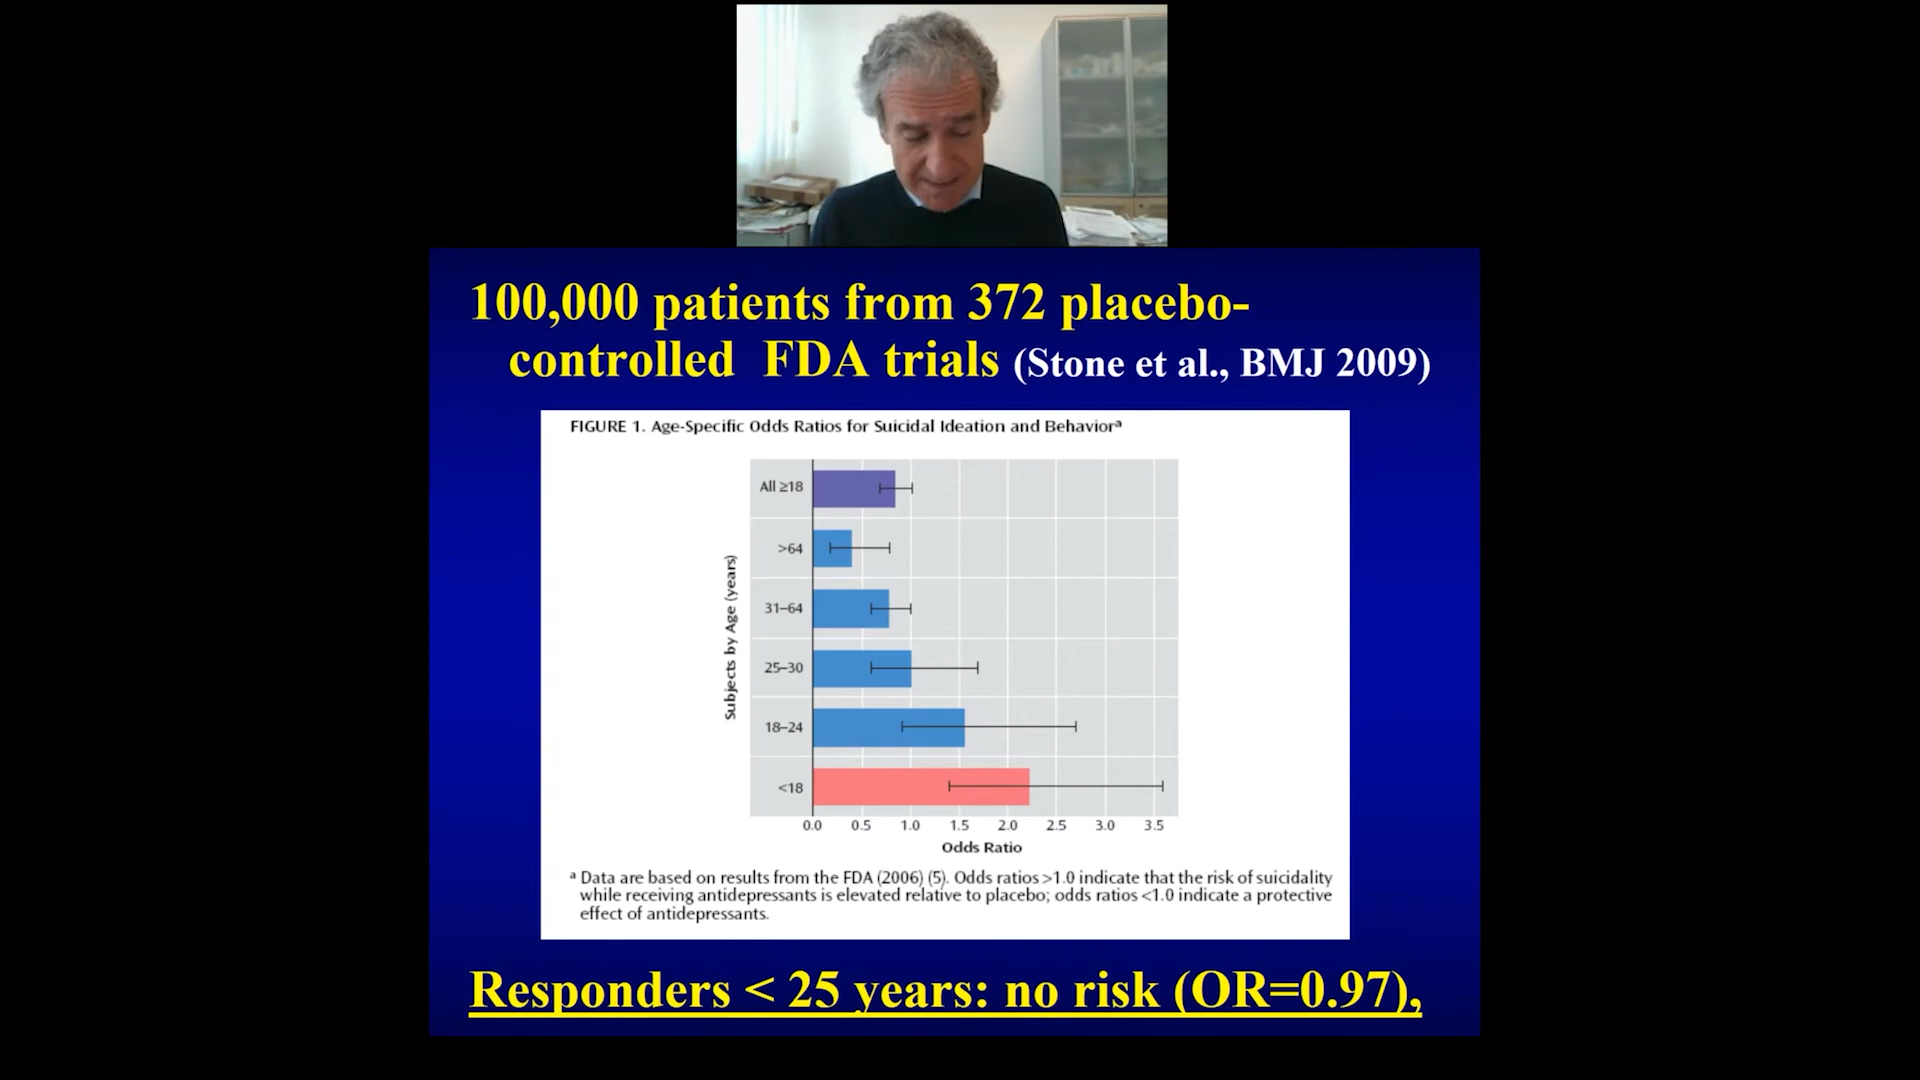 100,000 patients from 372 placebo-
controlled FDA trials (Stone et al., BMJ 2009)
FIGURE 1. Age-Specific Odds Ratios for Suicidal Ideation and Behaviorᵃ
Subjects by Age (years)
All ≥18
>64
31–64
25–30
18–24
<18
0.0 0.5 1.0 1.5 2.0 2.5 3.0 3.5
Odds Ratio
ᵃ Data are based on results from the FDA (2006) (5). Odds ratios >1.0 indicate that the risk of suicidality
while receiving antidepressants is elevated relative to placebo; odds ratios <1.0 indicate a protective
effect of antidepressants.
Responders < 25 years: no risk (OR=0.97),